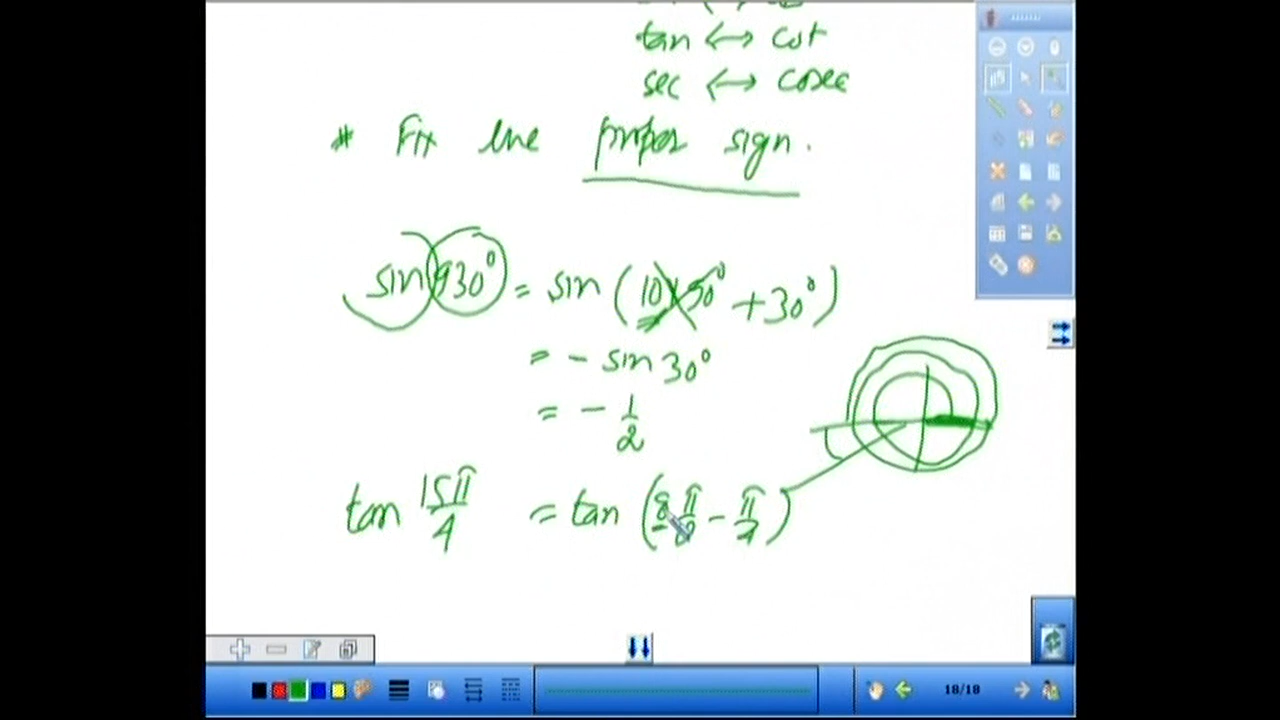 tan ↔ cot
sec ↔ cosec
* Fix the proper sign.
sin 930° = sin (10×90° + 30°)
= - sin 30°
= - 1/2
tan 15π/4 = tan (8 π/2 - π/4)
18/18